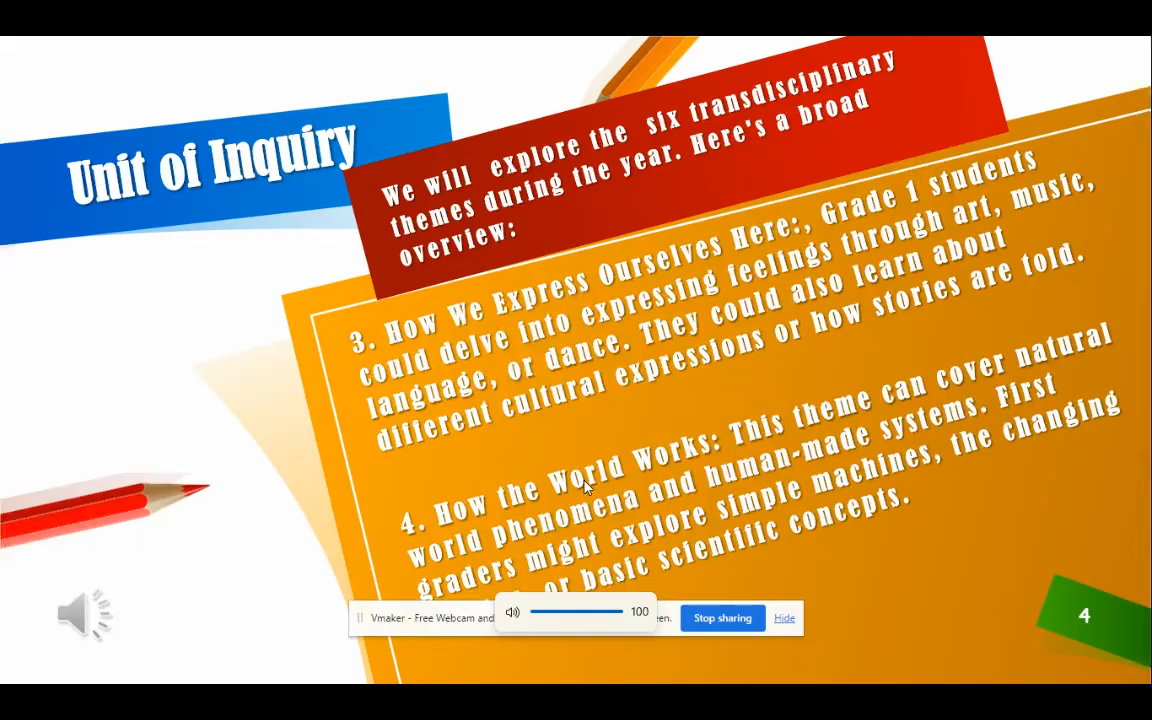 Unit of Inquiry
We will explore the six transdisciplinary
themes during the year. Here's a broad
overview:
3. How We Express Ourselves Here:, Grade 1 students
could delve into expressing feelings through art, music,
language, or dance. They could also learn about
different cultural expressions or how stories are told.
4. How the World Works: This theme can cover natural
world phenomena and human-made systems. First
graders might explore simple machines, the changing
or basic scientific concepts.
Vmaker - Free Webcam and
100
een.
Stop sharing
Hide
4